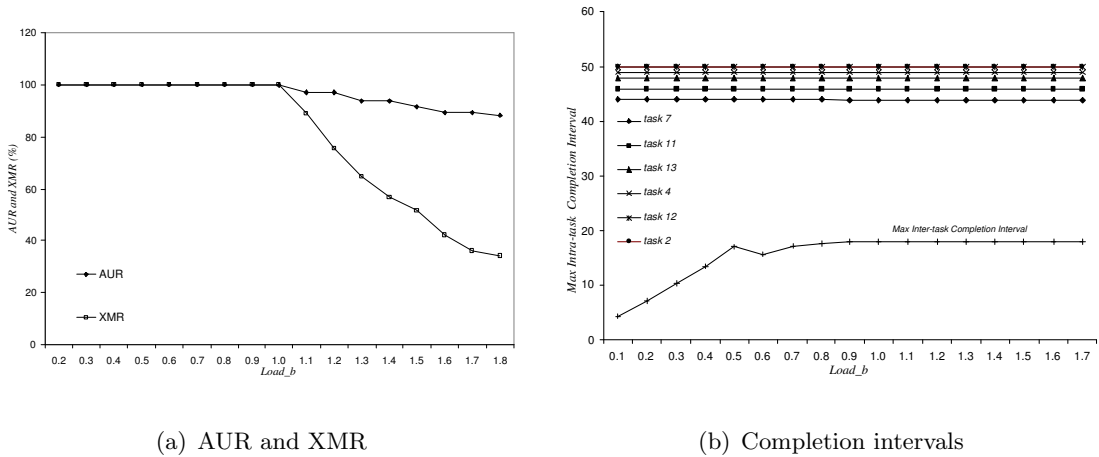 120
100
80
60
40
20
0
AUR and XMR (%)
AUR
XMR
0.2 0.3 0.4 0.5 0.6 0.7 0.8 0.9 1.0 1.1 1.2 1.3 1.4 1.5 1.6 1.7 1.8
Load_b
(a) AUR and XMR
60
50
40
30
20
10
0
Max Intra-task Completion Interval
task 7
task 11
task 13
task 4
task 12
task 2
Max Inter-task Completion Interval
0.1 0.2 0.3 0.4 0.5 0.6 0.7 0.8 0.9 1.0 1.1 1.2 1.3 1.4 1.5 1.6 1.7
Load_b
(b) Completion intervals